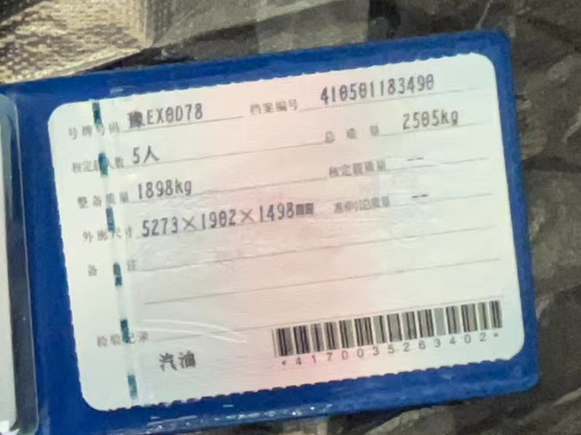 号牌号码 豫EX0D78 档案编号 410501183490
核定载人数 5人 总质量 2505kg
整备质量 1898kg 核定载质量 --
外廓尺寸 5273×1902×1498mm 准牵引总质量 --
备注
检验记录
汽油
*4170035263402*